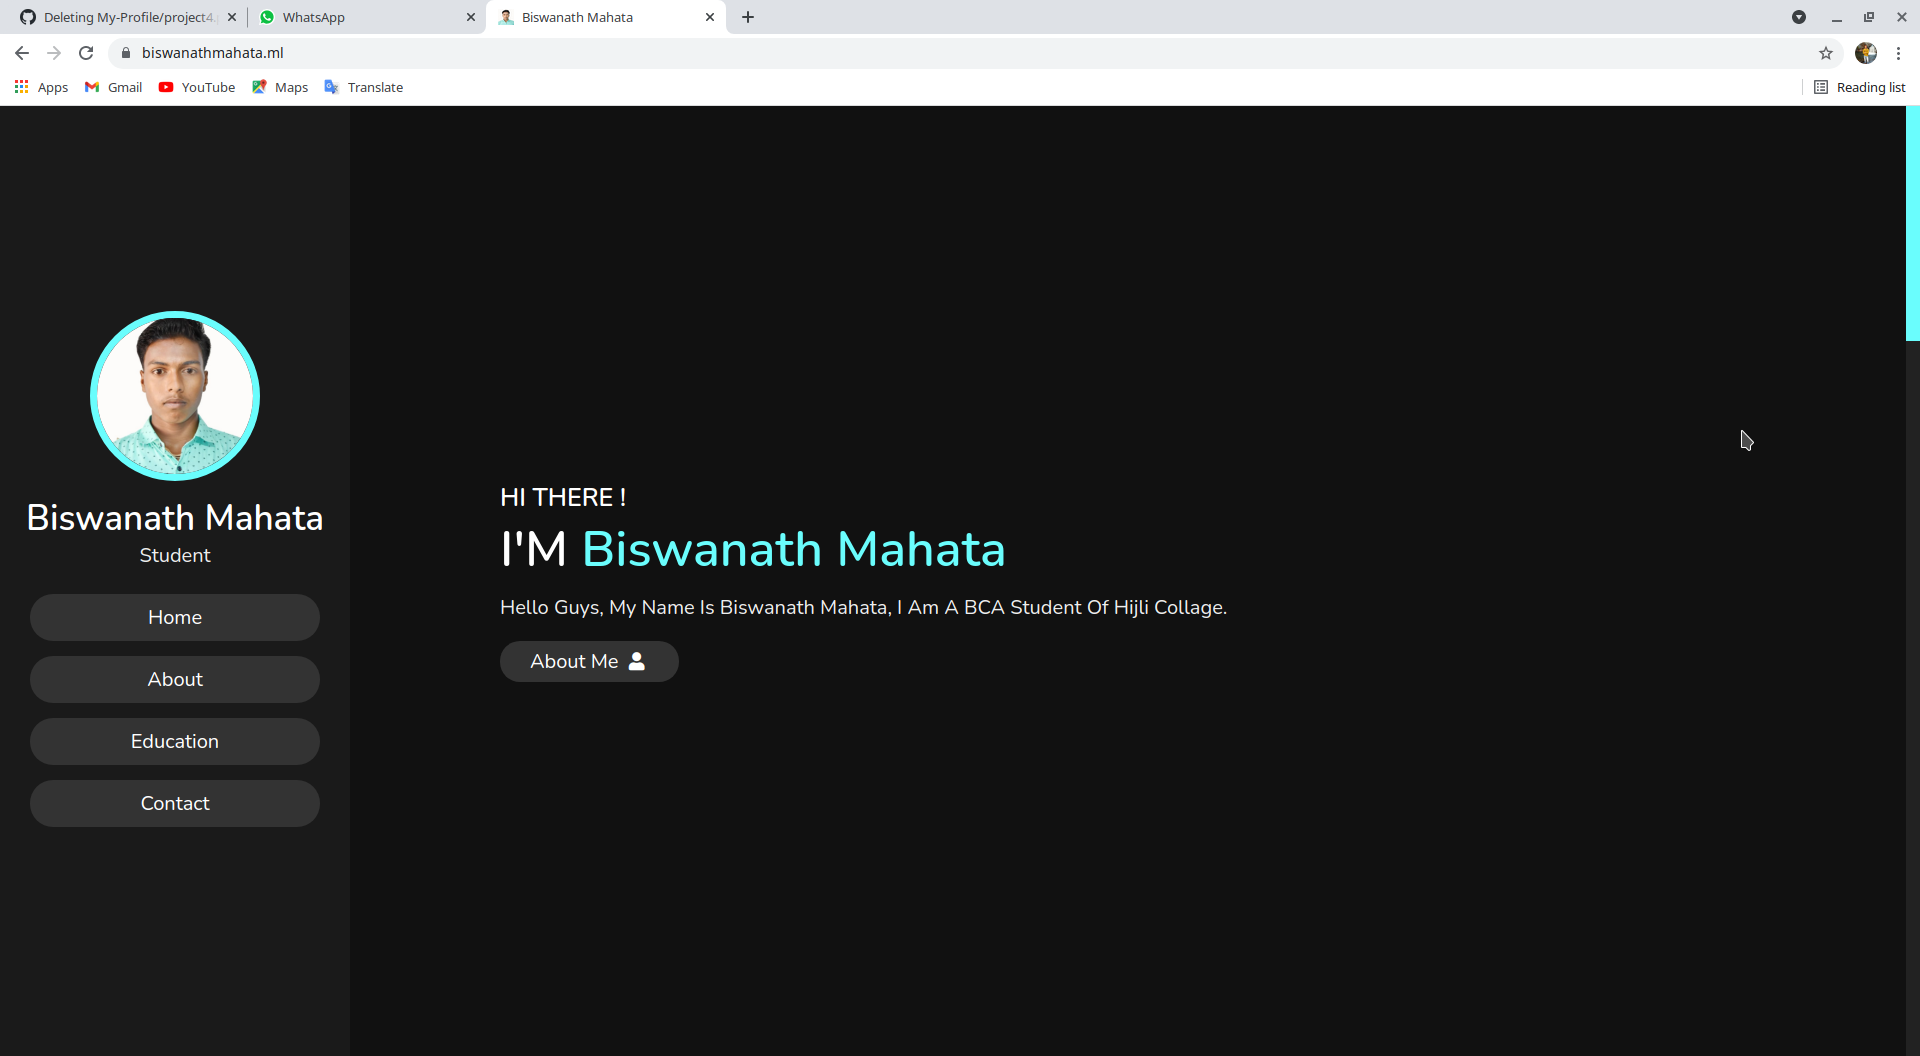 Deleting My-Profile/project4.
WhatsApp
Biswanath Mahata
biswanathmahata.ml
Apps
Gmail
YouTube
Maps
Translate
Reading list
Biswanath Mahata
Student
Home
About
Education
Contact
HI THERE !
I'M Biswanath Mahata
Hello Guys, My Name Is Biswanath Mahata, I Am A BCA Student Of Hijli Collage.
About Me